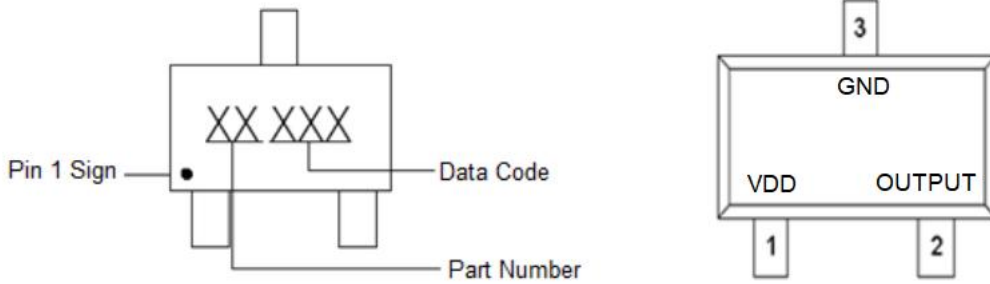 XX XXX
Pin 1 Sign
Data Code
Part Number
3
GND
VDD
OUTPUT
1
2